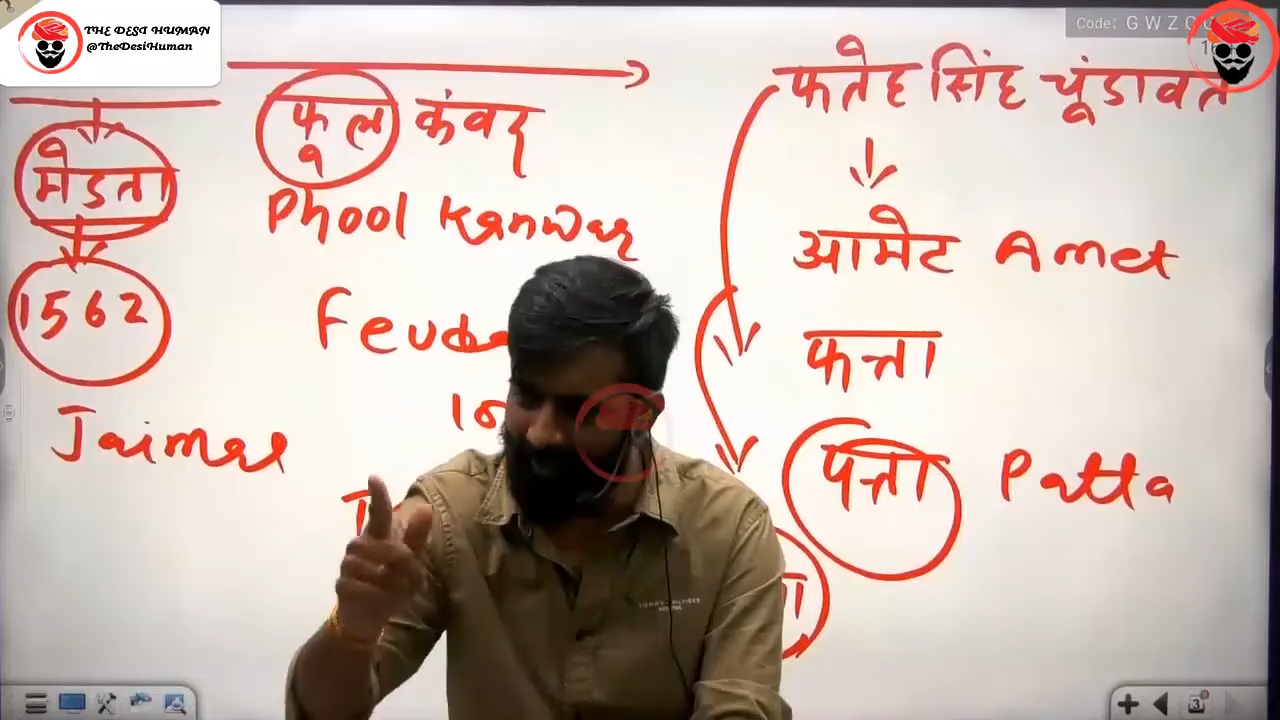 THE DESI HUMAN
@TheDesiHuman
Code: G W Z
फतेह सिंह चूंडावत
फूल कंवर
मेडता
Phool Kanwar
आमेट Amet
1562
फत्ता
Jaimal
पत्ता Patta